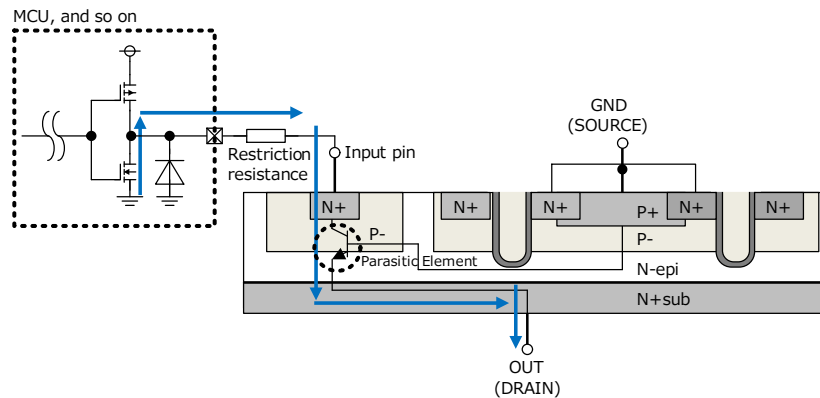 MCU, and so on
GND
(SOURCE)
Restriction
resistance
Input pin
N+
N+
N+
P+
N+
N+
P-
P-
Parasitic Element
N-epi
N+sub
OUT
(DRAIN)